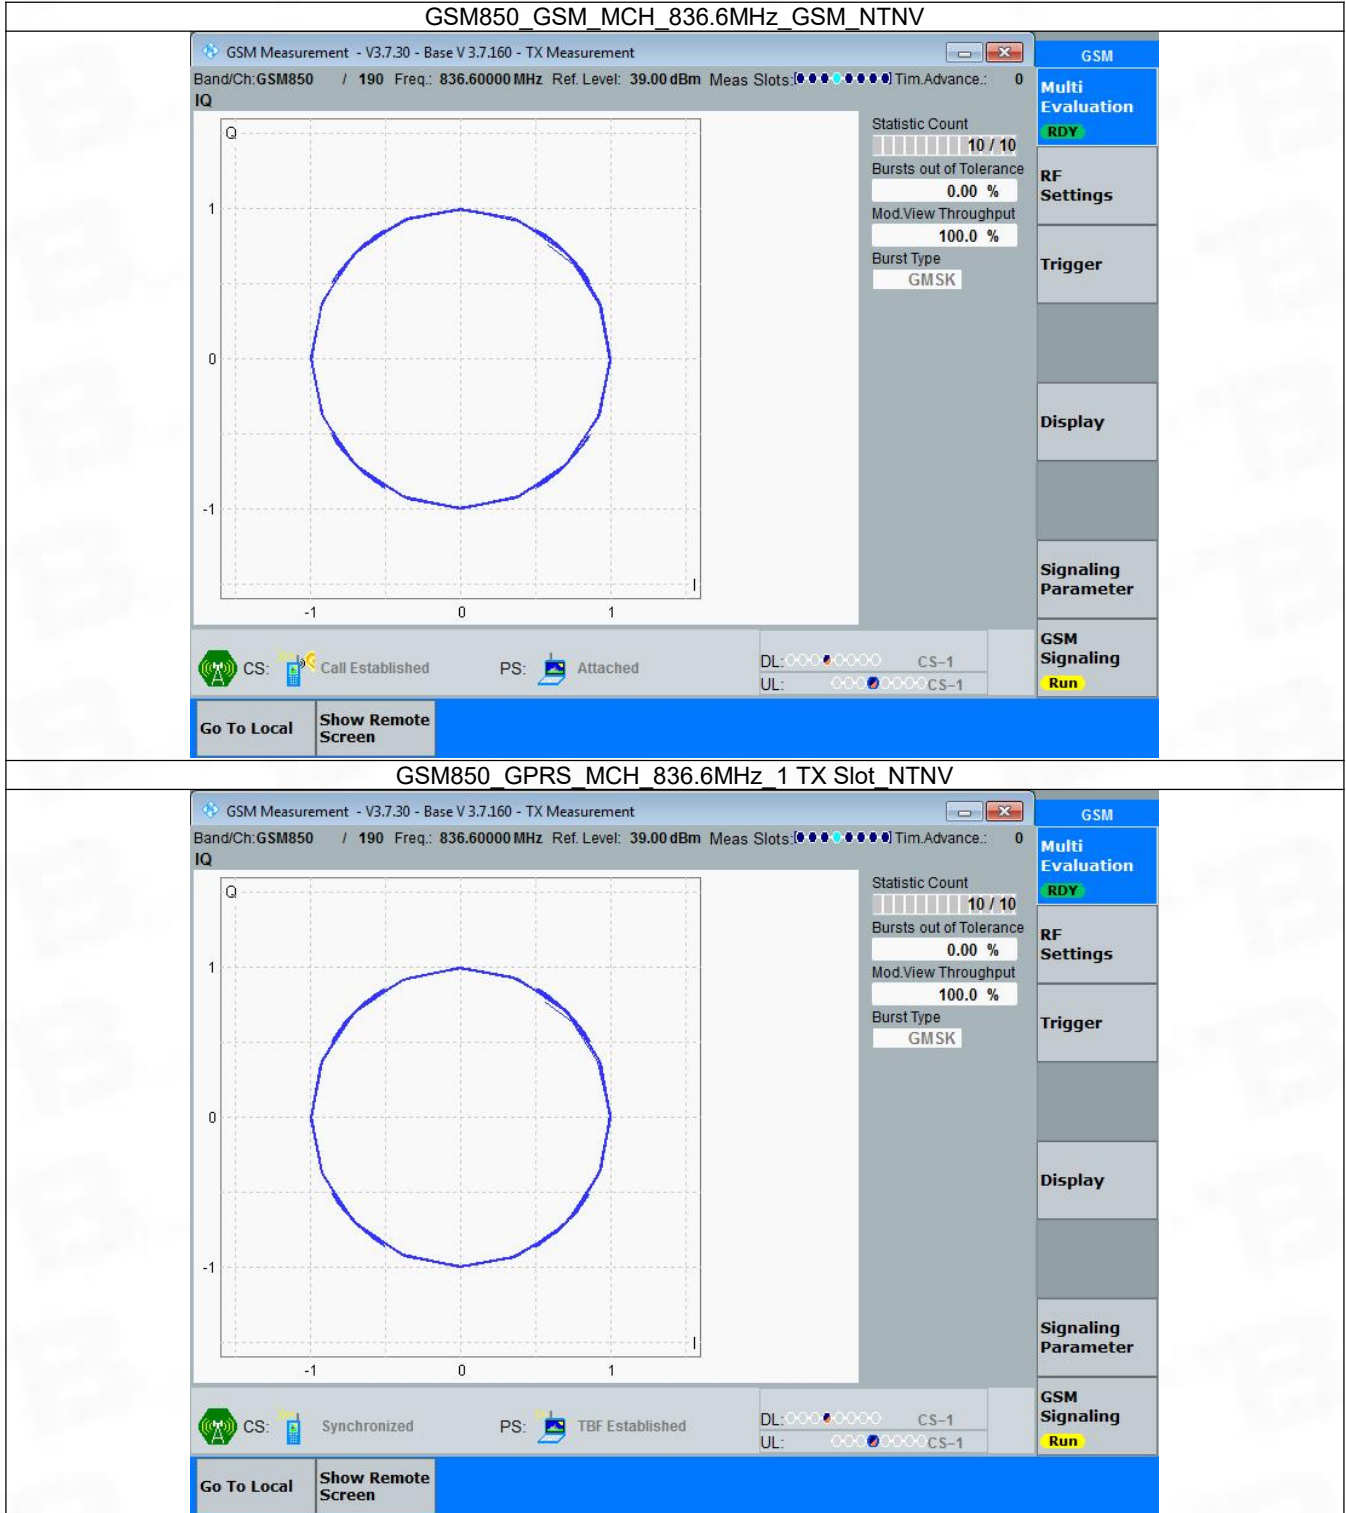 GSM850_GSM_MCH_836.6MHz_GSM_NTNV
GSM Measurement - V3.7.30 - Base V 3.7.160 - TX Measurement
GSM
Band/Ch:GSM850 / 190 Freq.: 836.60000 MHz Ref. Level: 39.00 dBm Meas Slots: Tim.Advance.: 0
IQ
Multi
Evaluation
RDY
Q
Statistic Count
10 / 10
Bursts out of Tolerance
0.00 %
RF
Settings
1
Mod.View Throughput
100.0 %
Burst Type
GMSK
Trigger
0
Display
-1
I
-1 0 1
Signaling
Parameter
GSM
Signaling
Run
CS: Call Established PS: Attached DL: CS-1
UL: CS-1
Go To Local
Show Remote
Screen
GSM850_GPRS_MCH_836.6MHz_1 TX Slot_NTNV
GSM Measurement - V3.7.30 - Base V 3.7.160 - TX Measurement
GSM
Band/Ch:GSM850 / 190 Freq.: 836.60000 MHz Ref. Level: 39.00 dBm Meas Slots: Tim.Advance.: 0
IQ
Multi
Evaluation
RDY
Q
Statistic Count
10 / 10
Bursts out of Tolerance
0.00 %
RF
Settings
1
Mod.View Throughput
100.0 %
Burst Type
GMSK
Trigger
0
Display
-1
I
-1 0 1
Signaling
Parameter
GSM
Signaling
Run
CS: Synchronized PS: TBF Established DL: CS-1
UL: CS-1
Go To Local
Show Remote
Screen